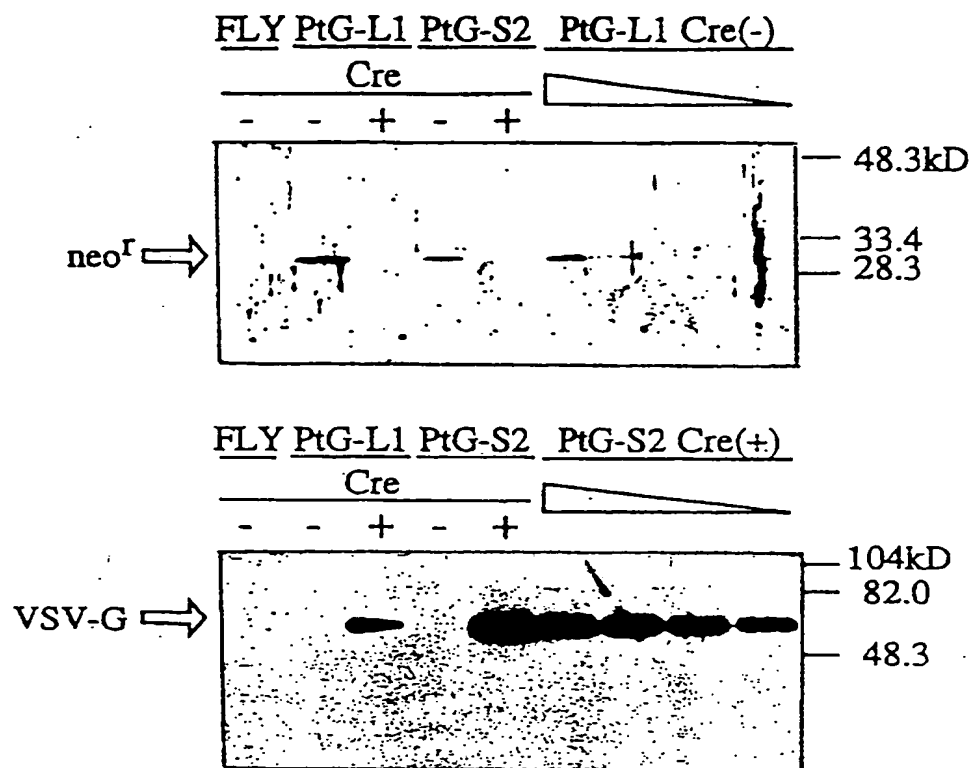 FLY PtG-L1 PtG-S2 PtG-L1 Cre(-)
Cre
- - + - +
48.3kD
33.4
neoʳ
28.3
FLY PtG-L1 PtG-S2 PtG-S2 Cre(+)
Cre
- - + - +
104kD
82.0
VSV-G
48.3